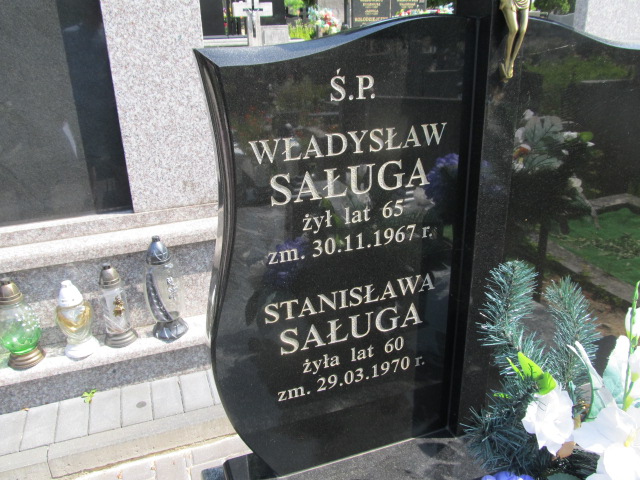 Ś.P.
WŁADYSŁAW
SAŁUGA
żył lat 65
zm. 30.11.1967 r.
STANISŁAWA
SAŁUGA
żyła lat 60
zm. 29.03.1970 r.